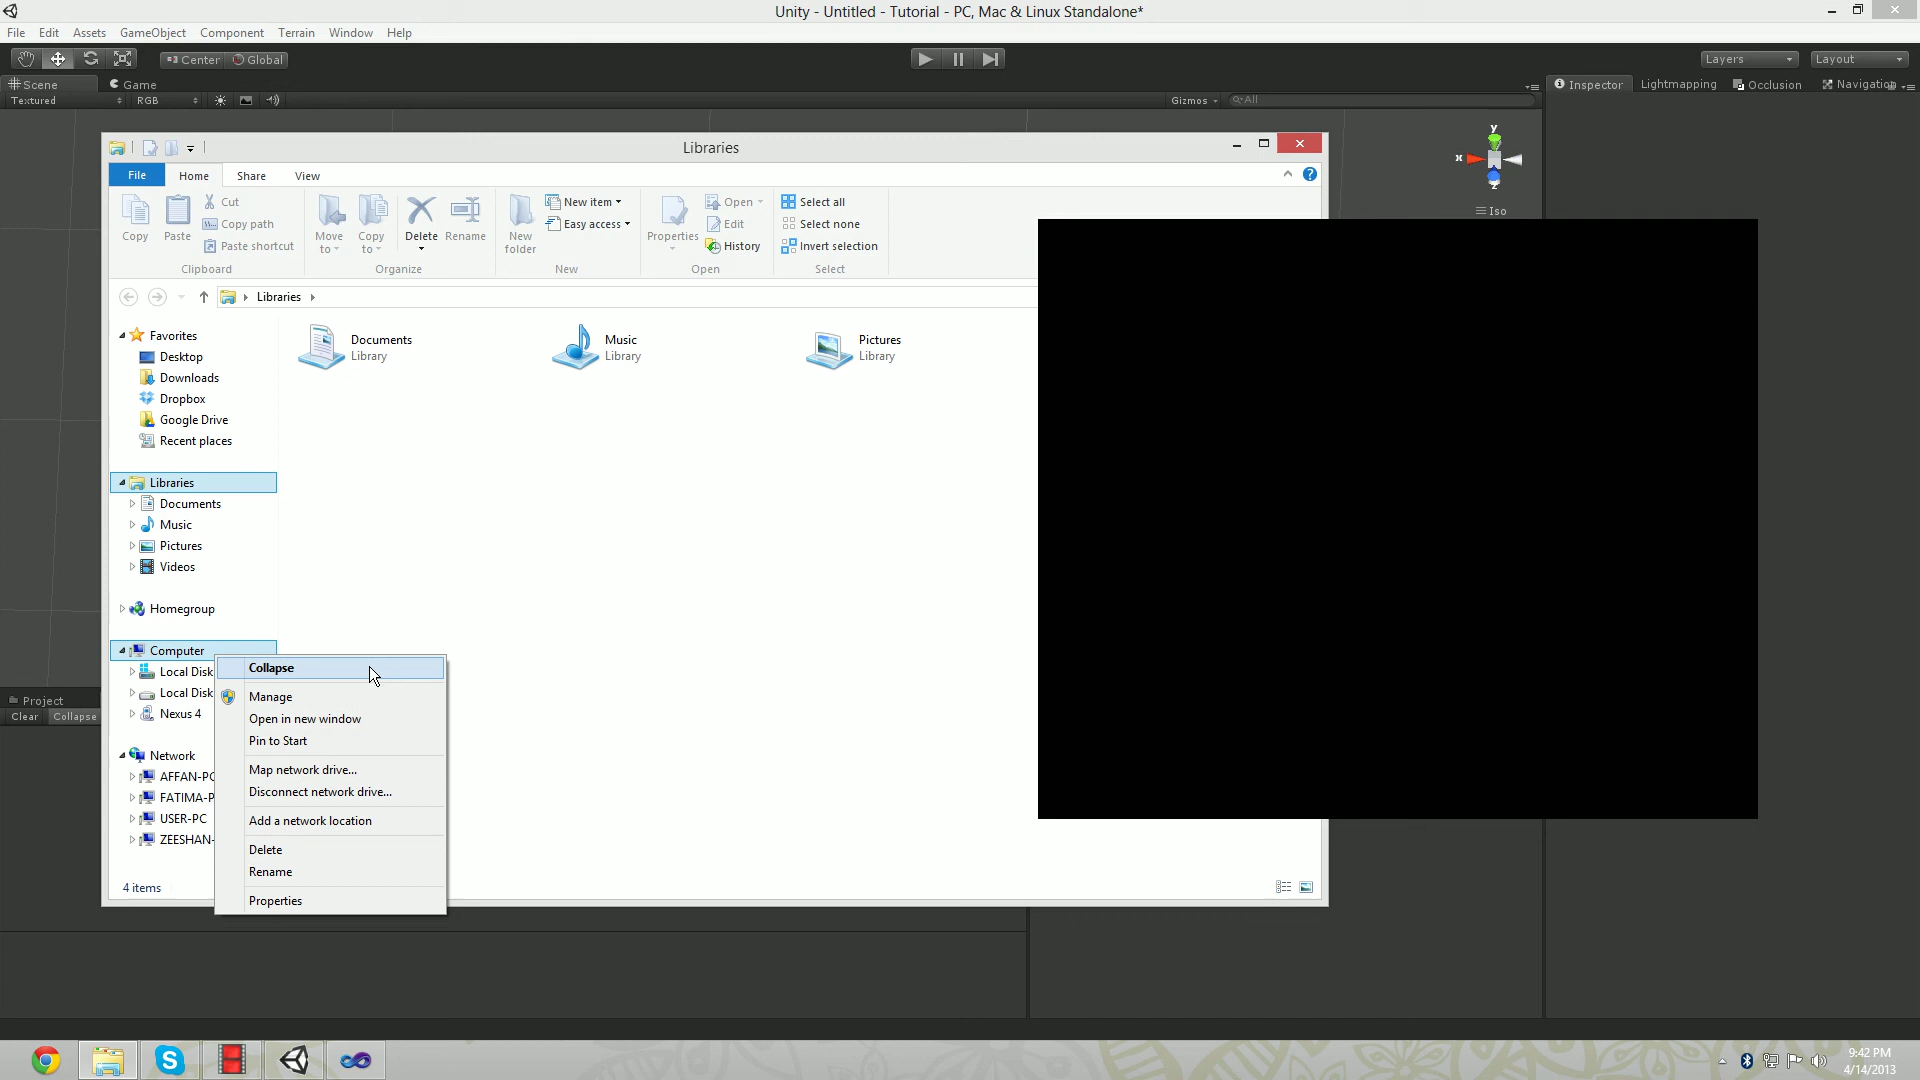 Unity - Untitled - Tutorial - PC, Mac & Linux Standalone*
File Edit Assets GameObject Component Terrain Window Help
Center Global
Layers Layout
Scene Game
Inspector Lightmapping Occlusion Navigation
Textured RGB
Gizmos All
y
x
z
Iso
Libraries
File Home Share View
Copy
Paste
Cut
Copy path
Paste shortcut
Clipboard
Move to
Copy to
Delete
Rename
Organize
New folder
New item
Easy access
New
Properties
Open
Edit
History
Open
Select all
Select none
Invert selection
Select
Libraries
Favorites
Desktop
Downloads
Dropbox
Google Drive
Recent places
Libraries
Documents
Music
Pictures
Videos
Homegroup
Computer
Local Disk
Local Disk
Nexus 4
Network
AFFAN-PC
FATIMA-P
USER-PC
ZEESHAN-
4 items
Documents
Library
Music
Library
Pictures
Library
Collapse
Manage
Open in new window
Pin to Start
Map network drive...
Disconnect network drive...
Add a network location
Delete
Rename
Properties
Project
Clear Collapse
9:42 PM
4/14/2013